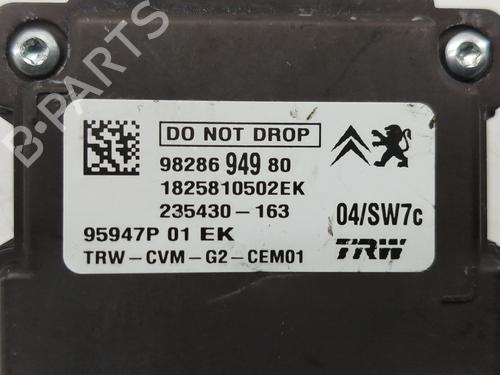 B-PARTS
DO NOT DROP
98286 949 80
1825810502EK
235430-163
04/SW7c
95947P 01 EK
TRW-CVM-G2-CEM01
TRW